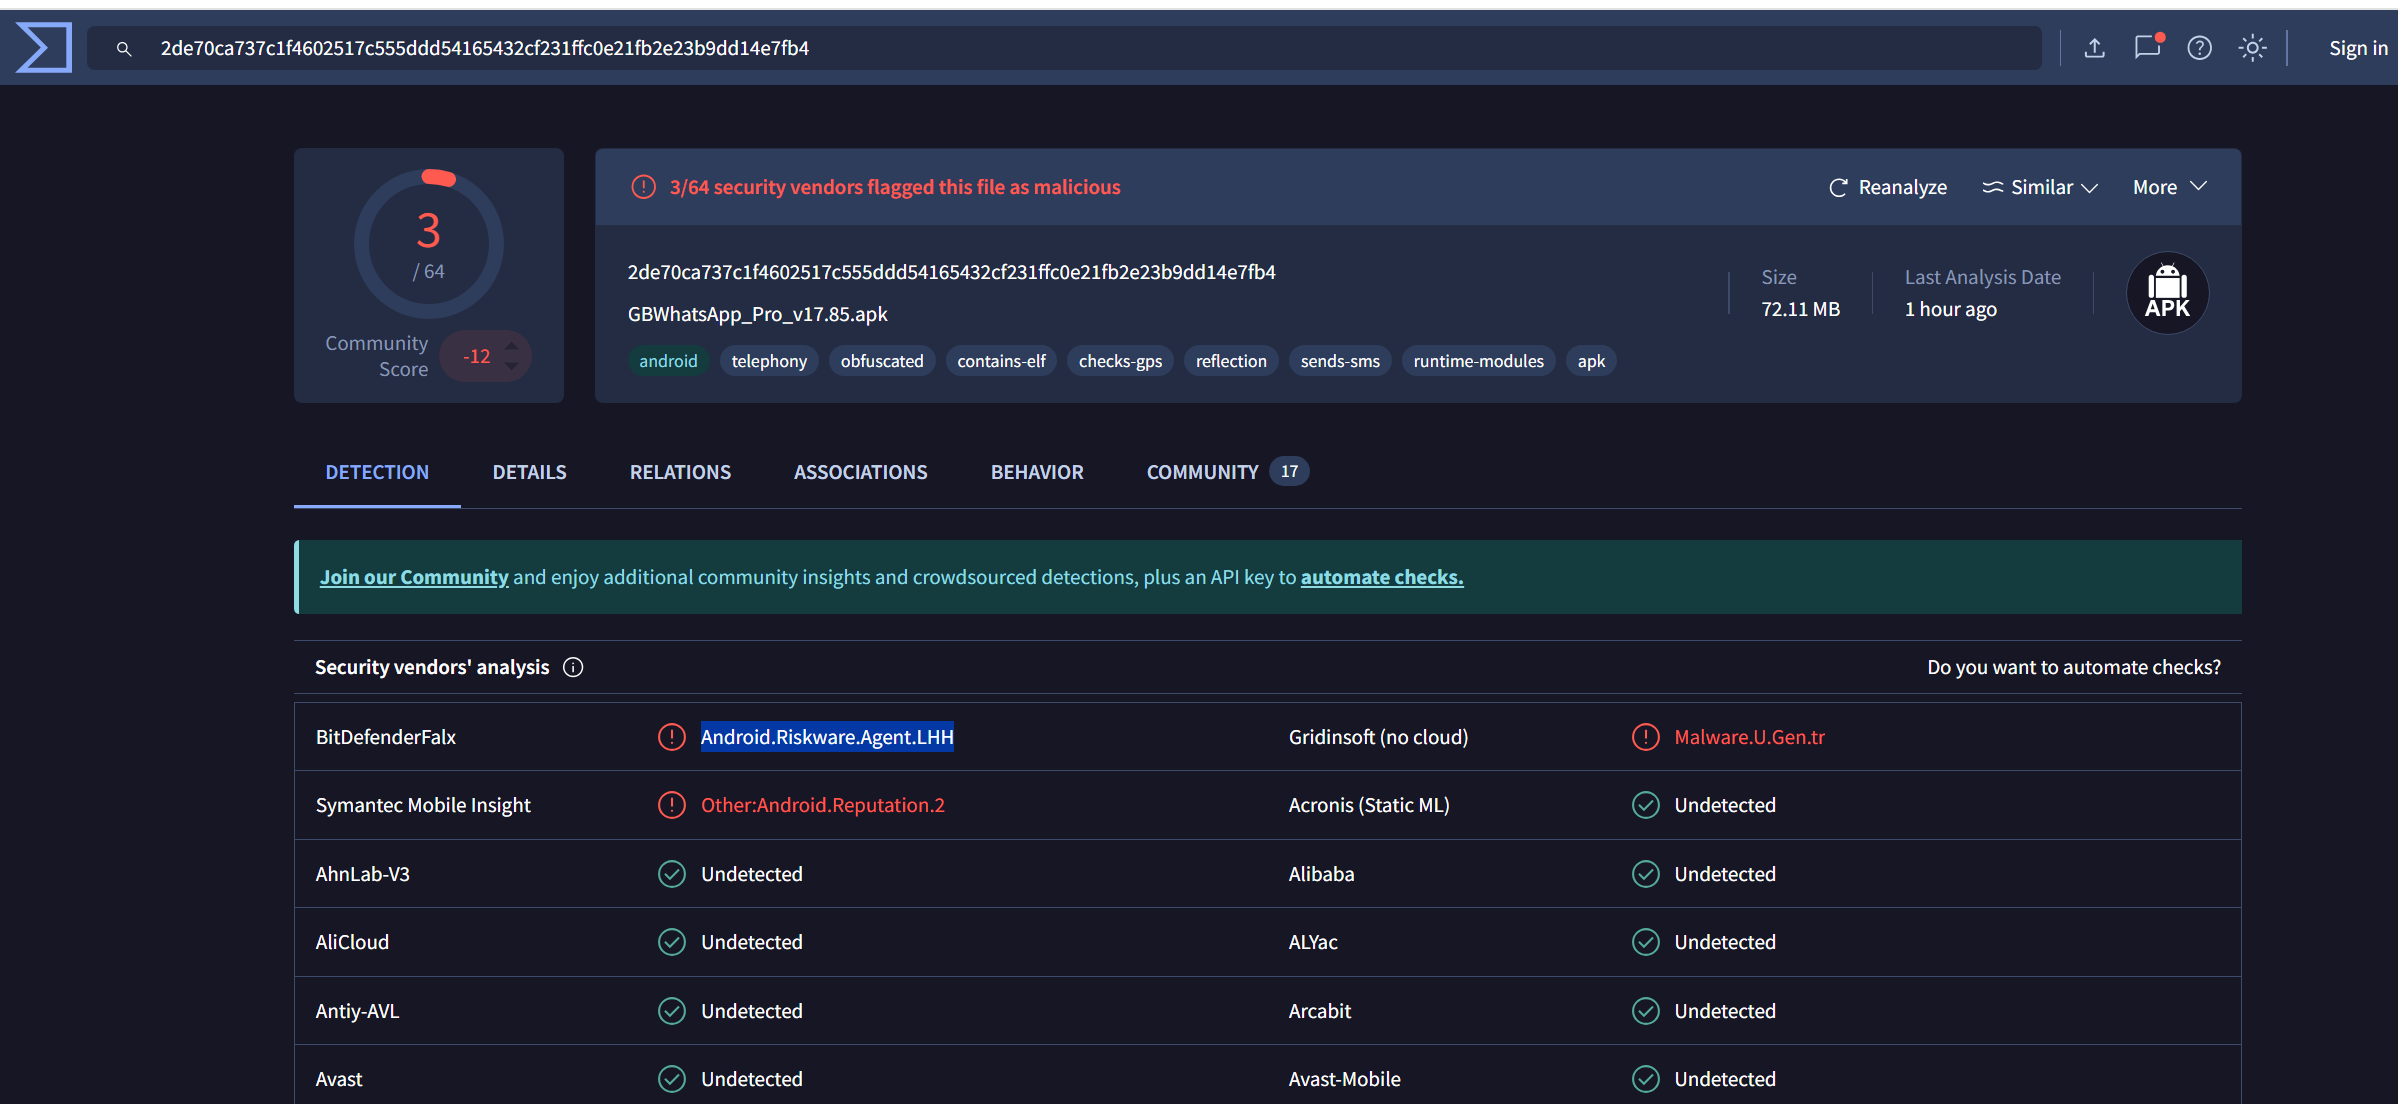 2de70ca737c1f4602517c555ddd54165432cf231ffc0e21fb2e23b9dd14e7fb4
Sign in
3
/ 64
Community
Score
-12
3/64 security vendors flagged this file as malicious
Reanalyze
Similar
More
2de70ca737c1f4602517c555ddd54165432cf231ffc0e21fb2e23b9dd14e7fb4
GBWhatsApp_Pro_v17.85.apk
android
telephony
obfuscated
contains-elf
checks-gps
reflection
sends-sms
runtime-modules
apk
Size
72.11 MB
Last Analysis Date
1 hour ago
APK
DETECTION
DETAILS
RELATIONS
ASSOCIATIONS
BEHAVIOR
COMMUNITY 17
Join our Community and enjoy additional community insights and crowdsourced detections, plus an API key to automate checks.
Security vendors' analysis
Do you want to automate checks?
BitDefenderFalx Android.Riskware.Agent.LHH Gridinsoft (no cloud) Malware.U.Gen.tr
Symantec Mobile Insight Other:Android.Reputation.2 Acronis (Static ML) Undetected
AhnLab-V3 Undetected Alibaba Undetected
AliCloud Undetected ALYac Undetected
Antiy-AVL Undetected Arcabit Undetected
Avast Undetected Avast-Mobile Undetected